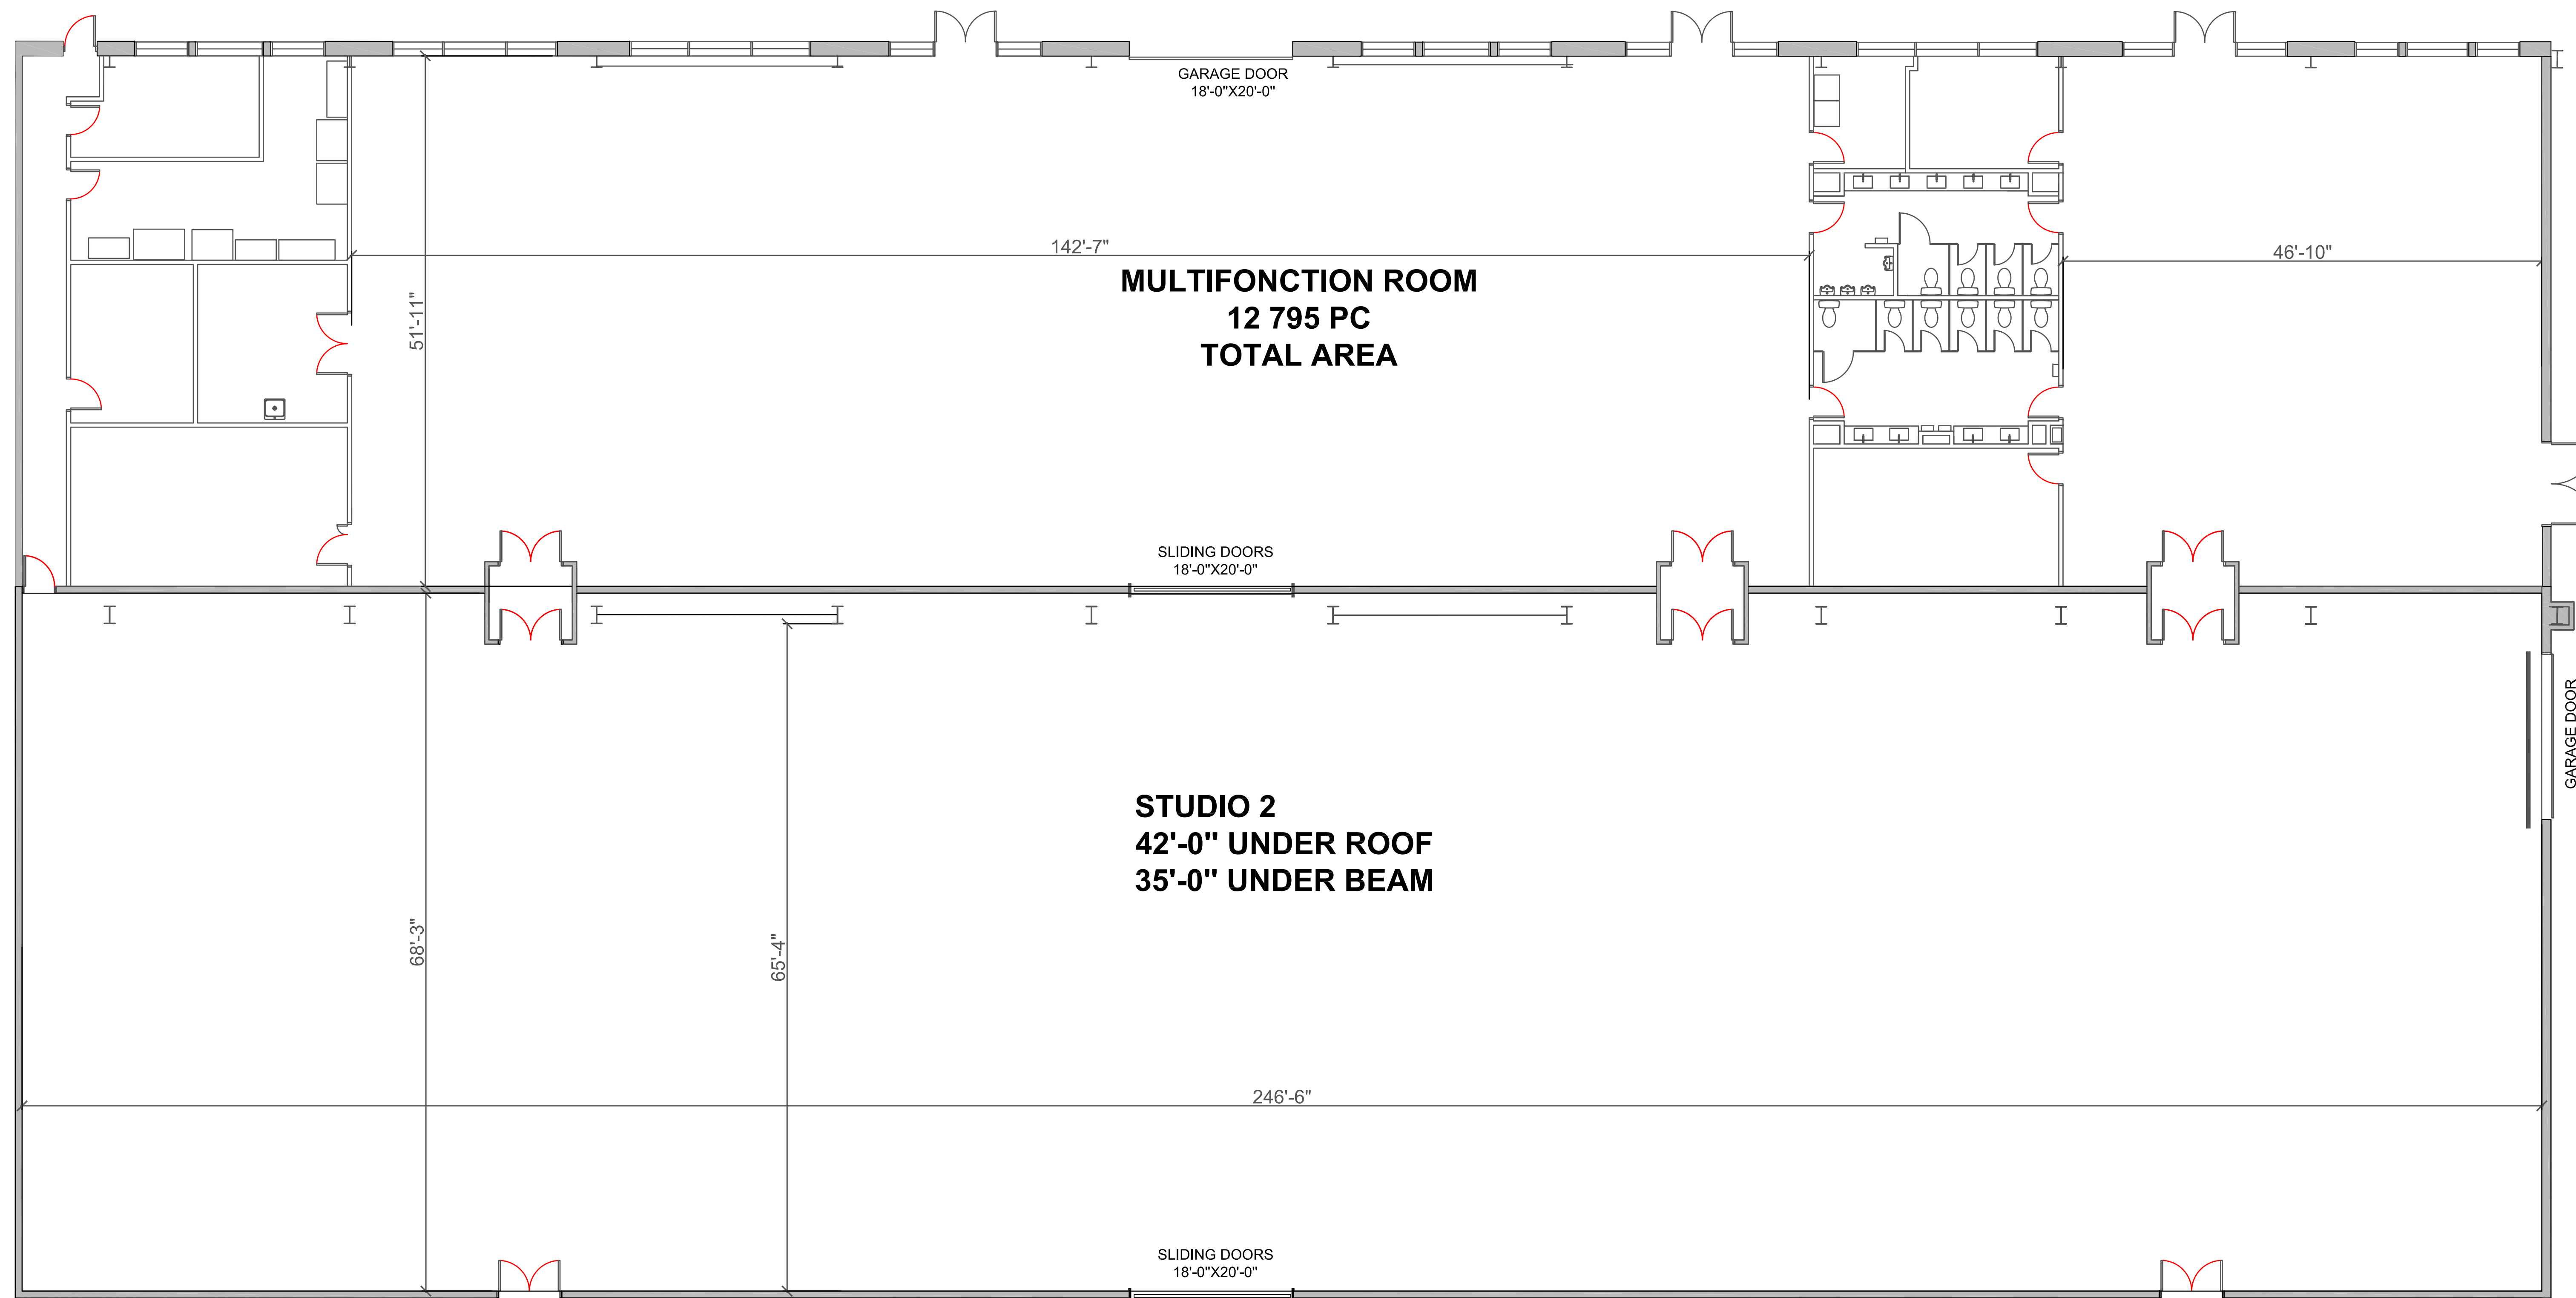 GARAGE DOOR
18'-0"X20'-0"
142'-7"
46'-10"
51'-11"
MULTIFONCTION ROOM
12 795 PC
TOTAL AREA
SLIDING DOORS
18'-0"X20'-0"
GARAGE DOOR
STUDIO 2
42'-0" UNDER ROOF
35'-0" UNDER BEAM
68'-3"
65'-4"
246'-6"
SLIDING DOORS
18'-0"X20'-0"